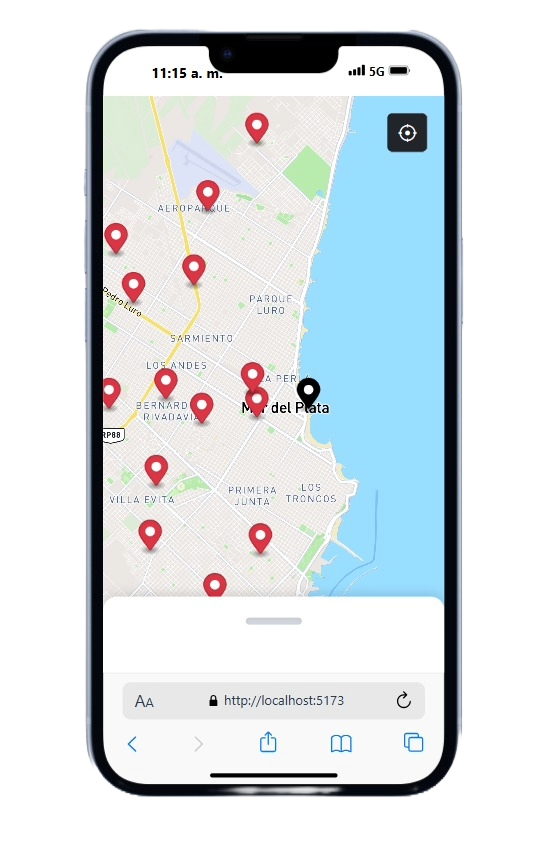 11:15 a. m.
5G
AEROPARQUE
Pedro Luro
PARQUE
LURO
SARMIENTO
LOS ANDES
LA PERLA
BERNARDINO
RIVADAVIA
Mar del Plata
RP88
VILLA EVITA
PRIMERA
JUNTA
LOS
TRONCOS
AA
http://localhost:5173